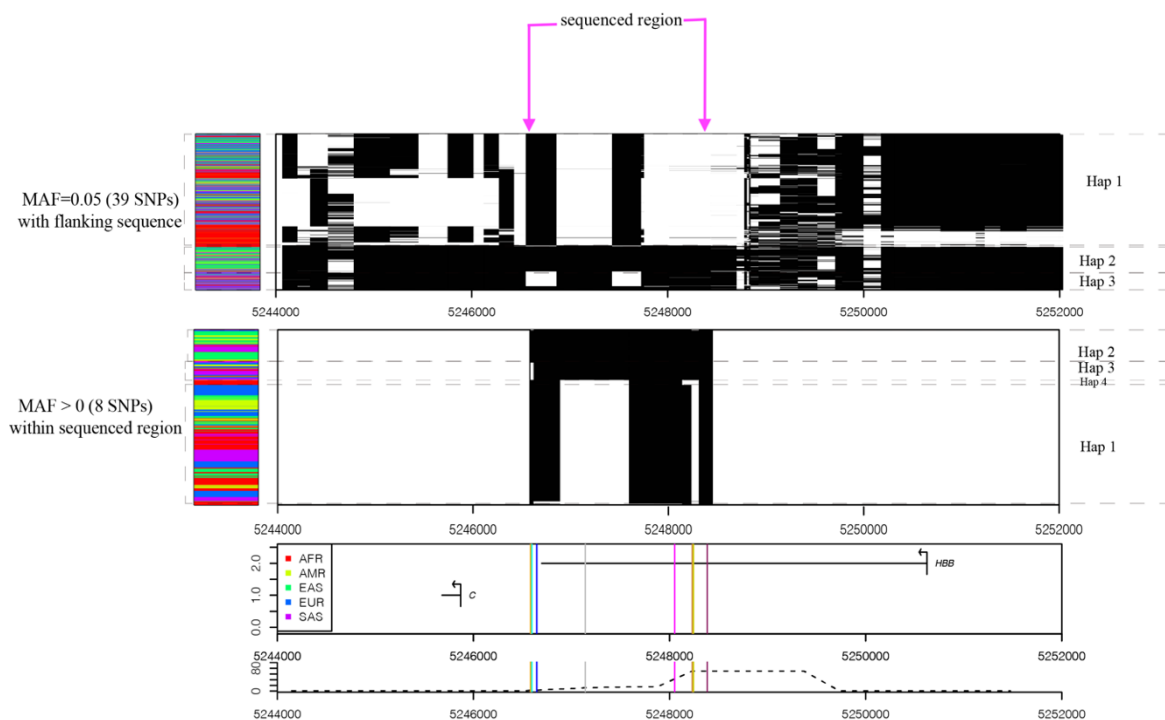 sequenced region
MAF=0.05 (39 SNPs)
with flanking sequence
Hap 1
Hap 2
Hap 3
5244000 5246000 5248000 5250000 5252000
MAF > 0 (8 SNPs)
within sequenced region
Hap 2
Hap 3
Hap 4
Hap 1
5244000 5246000 5248000 5250000 5252000
2.0
1.0
0.0
AFR
AMR
EAS
EUR
SAS
C
HBB
5244000 5246000 5248000 5250000 5252000
80
0
5244000 5246000 5248000 5250000 5252000